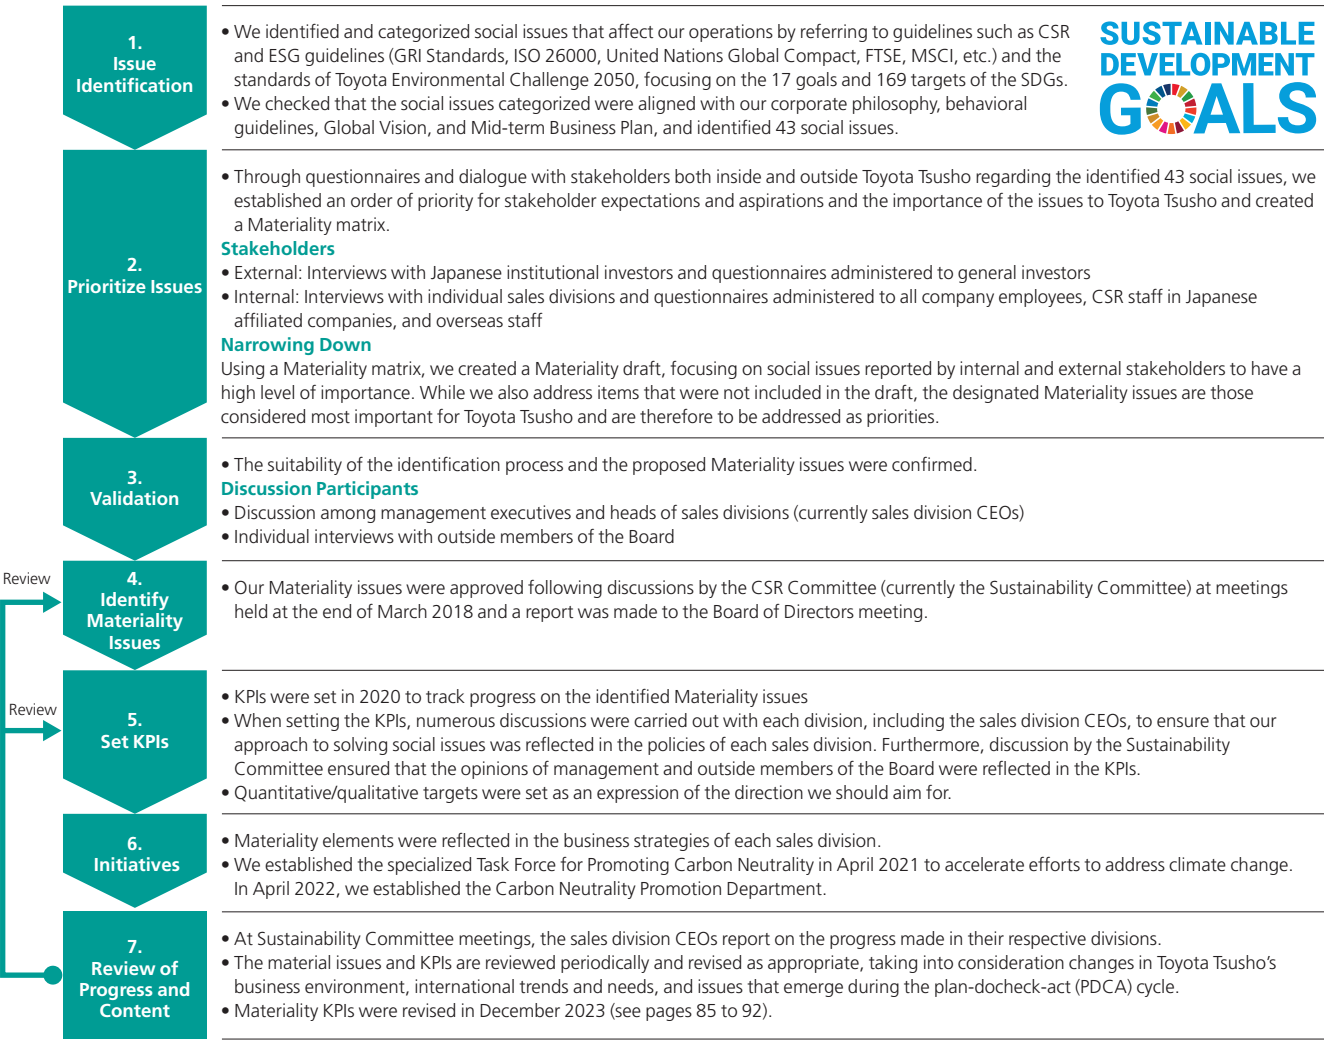 1.
Issue
Identification
• We identified and categorized social issues that affect our operations by referring to guidelines such as CSR
and ESG guidelines (GRI Standards, ISO 26000, United Nations Global Compact, FTSE, MSCI, etc.) and the
standards of Toyota Environmental Challenge 2050, focusing on the 17 goals and 169 targets of the SDGs.
• We checked that the social issues categorized were aligned with our corporate philosophy, behavioral
guidelines, Global Vision, and Mid-term Business Plan, and identified 43 social issues.
SUSTAINABLE
DEVELOPMENT
GOALS
2.
Prioritize Issues
• Through questionnaires and dialogue with stakeholders both inside and outside Toyota Tsusho regarding the identified 43 social issues, we
established an order of priority for stakeholder expectations and aspirations and the importance of the issues to Toyota Tsusho and created
a Materiality matrix.
Stakeholders
• External: Interviews with Japanese institutional investors and questionnaires administered to general investors
• Internal: Interviews with individual sales divisions and questionnaires administered to all company employees, CSR staff in Japanese
affiliated companies, and overseas staff
Narrowing Down
Using a Materiality matrix, we created a Materiality draft, focusing on social issues reported by internal and external stakeholders to have a
high level of importance. While we also address items that were not included in the draft, the designated Materiality issues are those
considered most important for Toyota Tsusho and are therefore to be addressed as priorities.
3.
Validation
• The suitability of the identification process and the proposed Materiality issues were confirmed.
Discussion Participants
• Discussion among management executives and heads of sales divisions (currently sales division CEOs)
• Individual interviews with outside members of the Board
Review
4.
Identify
Materiality
Issues
• Our Materiality issues were approved following discussions by the CSR Committee (currently the Sustainability Committee) at meetings
held at the end of March 2018 and a report was made to the Board of Directors meeting.
Review
5.
Set KPIs
• KPIs were set in 2020 to track progress on the identified Materiality issues
• When setting the KPIs, numerous discussions were carried out with each division, including the sales division CEOs, to ensure that our
approach to solving social issues was reflected in the policies of each sales division. Furthermore, discussion by the Sustainability
Committee ensured that the opinions of management and outside members of the Board were reflected in the KPIs.
• Quantitative/qualitative targets were set as an expression of the direction we should aim for.
6.
Initiatives
• Materiality elements were reflected in the business strategies of each sales division.
• We established the specialized Task Force for Promoting Carbon Neutrality in April 2021 to accelerate efforts to address climate change.
In April 2022, we established the Carbon Neutrality Promotion Department.
7.
Review of
Progress and
Content
• At Sustainability Committee meetings, the sales division CEOs report on the progress made in their respective divisions.
• The material issues and KPIs are reviewed periodically and revised as appropriate, taking into consideration changes in Toyota Tsusho's
business environment, international trends and needs, and issues that emerge during the plan-docheck-act (PDCA) cycle.
• Materiality KPIs were revised in December 2023 (see pages 85 to 92).